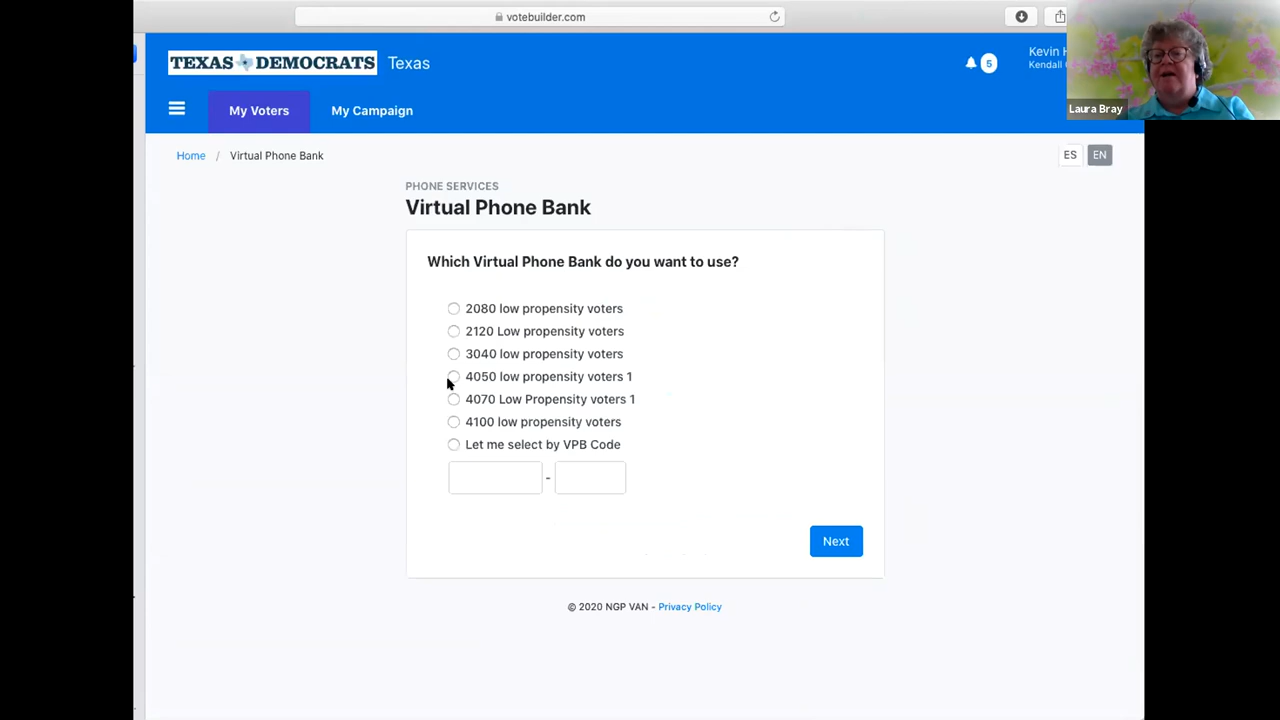 votebuilder.com
TEXAS DEMOCRATS Texas
5
Kevin H
Kendall
Laura Bray
My Voters
My Campaign
Home / Virtual Phone Bank
ES
EN
PHONE SERVICES
Virtual Phone Bank
Which Virtual Phone Bank do you want to use?
2080 low propensity voters
2120 Low propensity voters
3040 low propensity voters
4050 low propensity voters 1
4070 Low Propensity voters 1
4100 low propensity voters
Let me select by VPB Code
-
Next
© 2020 NGP VAN - Privacy Policy